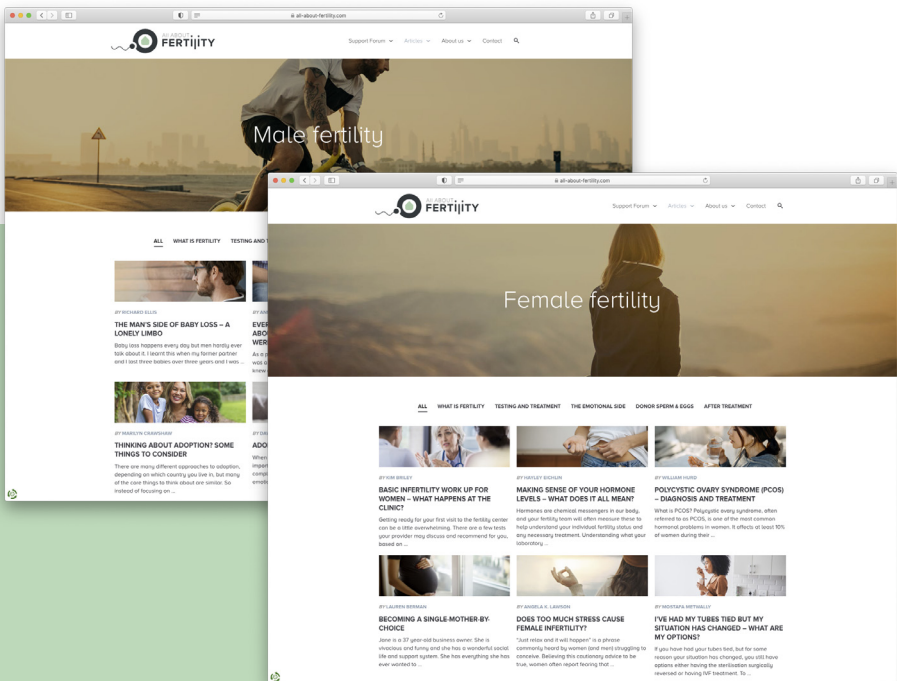 all-about-fertility.com
All ABOUT
FERTILITY
Support Forum
Articles
About us
Contact
Male fertility
ALL
WHAT IS FERTILITY
TESTING AND
BY RICHARD ELLIS
THE MAN'S SIDE OF BABY LOSS – A
LONELY LIMBO
Baby loss happens every day but men hardly ever
talk about it. I learnt this when my former partner
and I lost three babies over three years and I was ...
BY MARILYN CRAWSHAW
THINKING ABOUT ADOPTION? SOME
THINGS TO CONSIDER
There are many different approaches to adoption,
depending on which country you live in, but many
of the core things to think about are similar. So
instead of focusing on ...
all-about-fertility.com
All ABOUT
FERTILITY
Support Forum
Articles
About us
Contact
Female fertility
ALL
WHAT IS FERTILITY
TESTING AND TREATMENT
THE EMOTIONAL SIDE
DONOR SPERM & EGGS
AFTER TREATMENT
BY KIM BRILEY
BASIC INFERTILITY WORK UP FOR
WOMEN – WHAT HAPPENS AT THE
CLINIC?
Getting ready for your first visit to the fertility center
can be a little overwhelming. There are a few tests
your provider may discuss and recommend for you,
based on ...
BY HAYLEY EICHIJN
MAKING SENSE OF YOUR HORMONE
LEVELS – WHAT DOES IT ALL MEAN?
Hormones are chemical messengers in our body,
and your fertility team will often measure these to
help understand your individual fertility status and
any necessary treatment. Understanding what your
laboratory ...
BY WILLIAM HURD
POLYCYSTIC OVARY SYNDROME (PCOS)
– DIAGNOSIS AND TREATMENT
What is PCOS? Polycystic ovary syndrome, often
referred to as PCOS, is one of the most common
hormonal problems in women. It affects at least 10%
of women during their ...
BY LAUREN BERMAN
BECOMING A SINGLE-MOTHER-BY-
CHOICE
Jane is a 37 year-old business owner. She is
vivacious and funny and she has a wonderful social
life and support system. She has everything she has
ever wanted to ...
BY ANGELA K. LAWSON
DOES TOO MUCH STRESS CAUSE
FEMALE INFERTILITY?
"Just relax and it will happen" is a phrase
commonly heard by women (and men) struggling to
conceive. Believing this cautionary advice to be
true, women often report fearing that ...
BY MOSTAFA METWALLY
I'VE HAD MY TUBES TIED BUT MY
SITUATION HAS CHANGED – WHAT ARE
MY OPTIONS?
If you have had your tubes tied, but for some
reason your situation has changed, you still have
options either having the sterilisation surgically
reversed or having IVF treatment. To ...